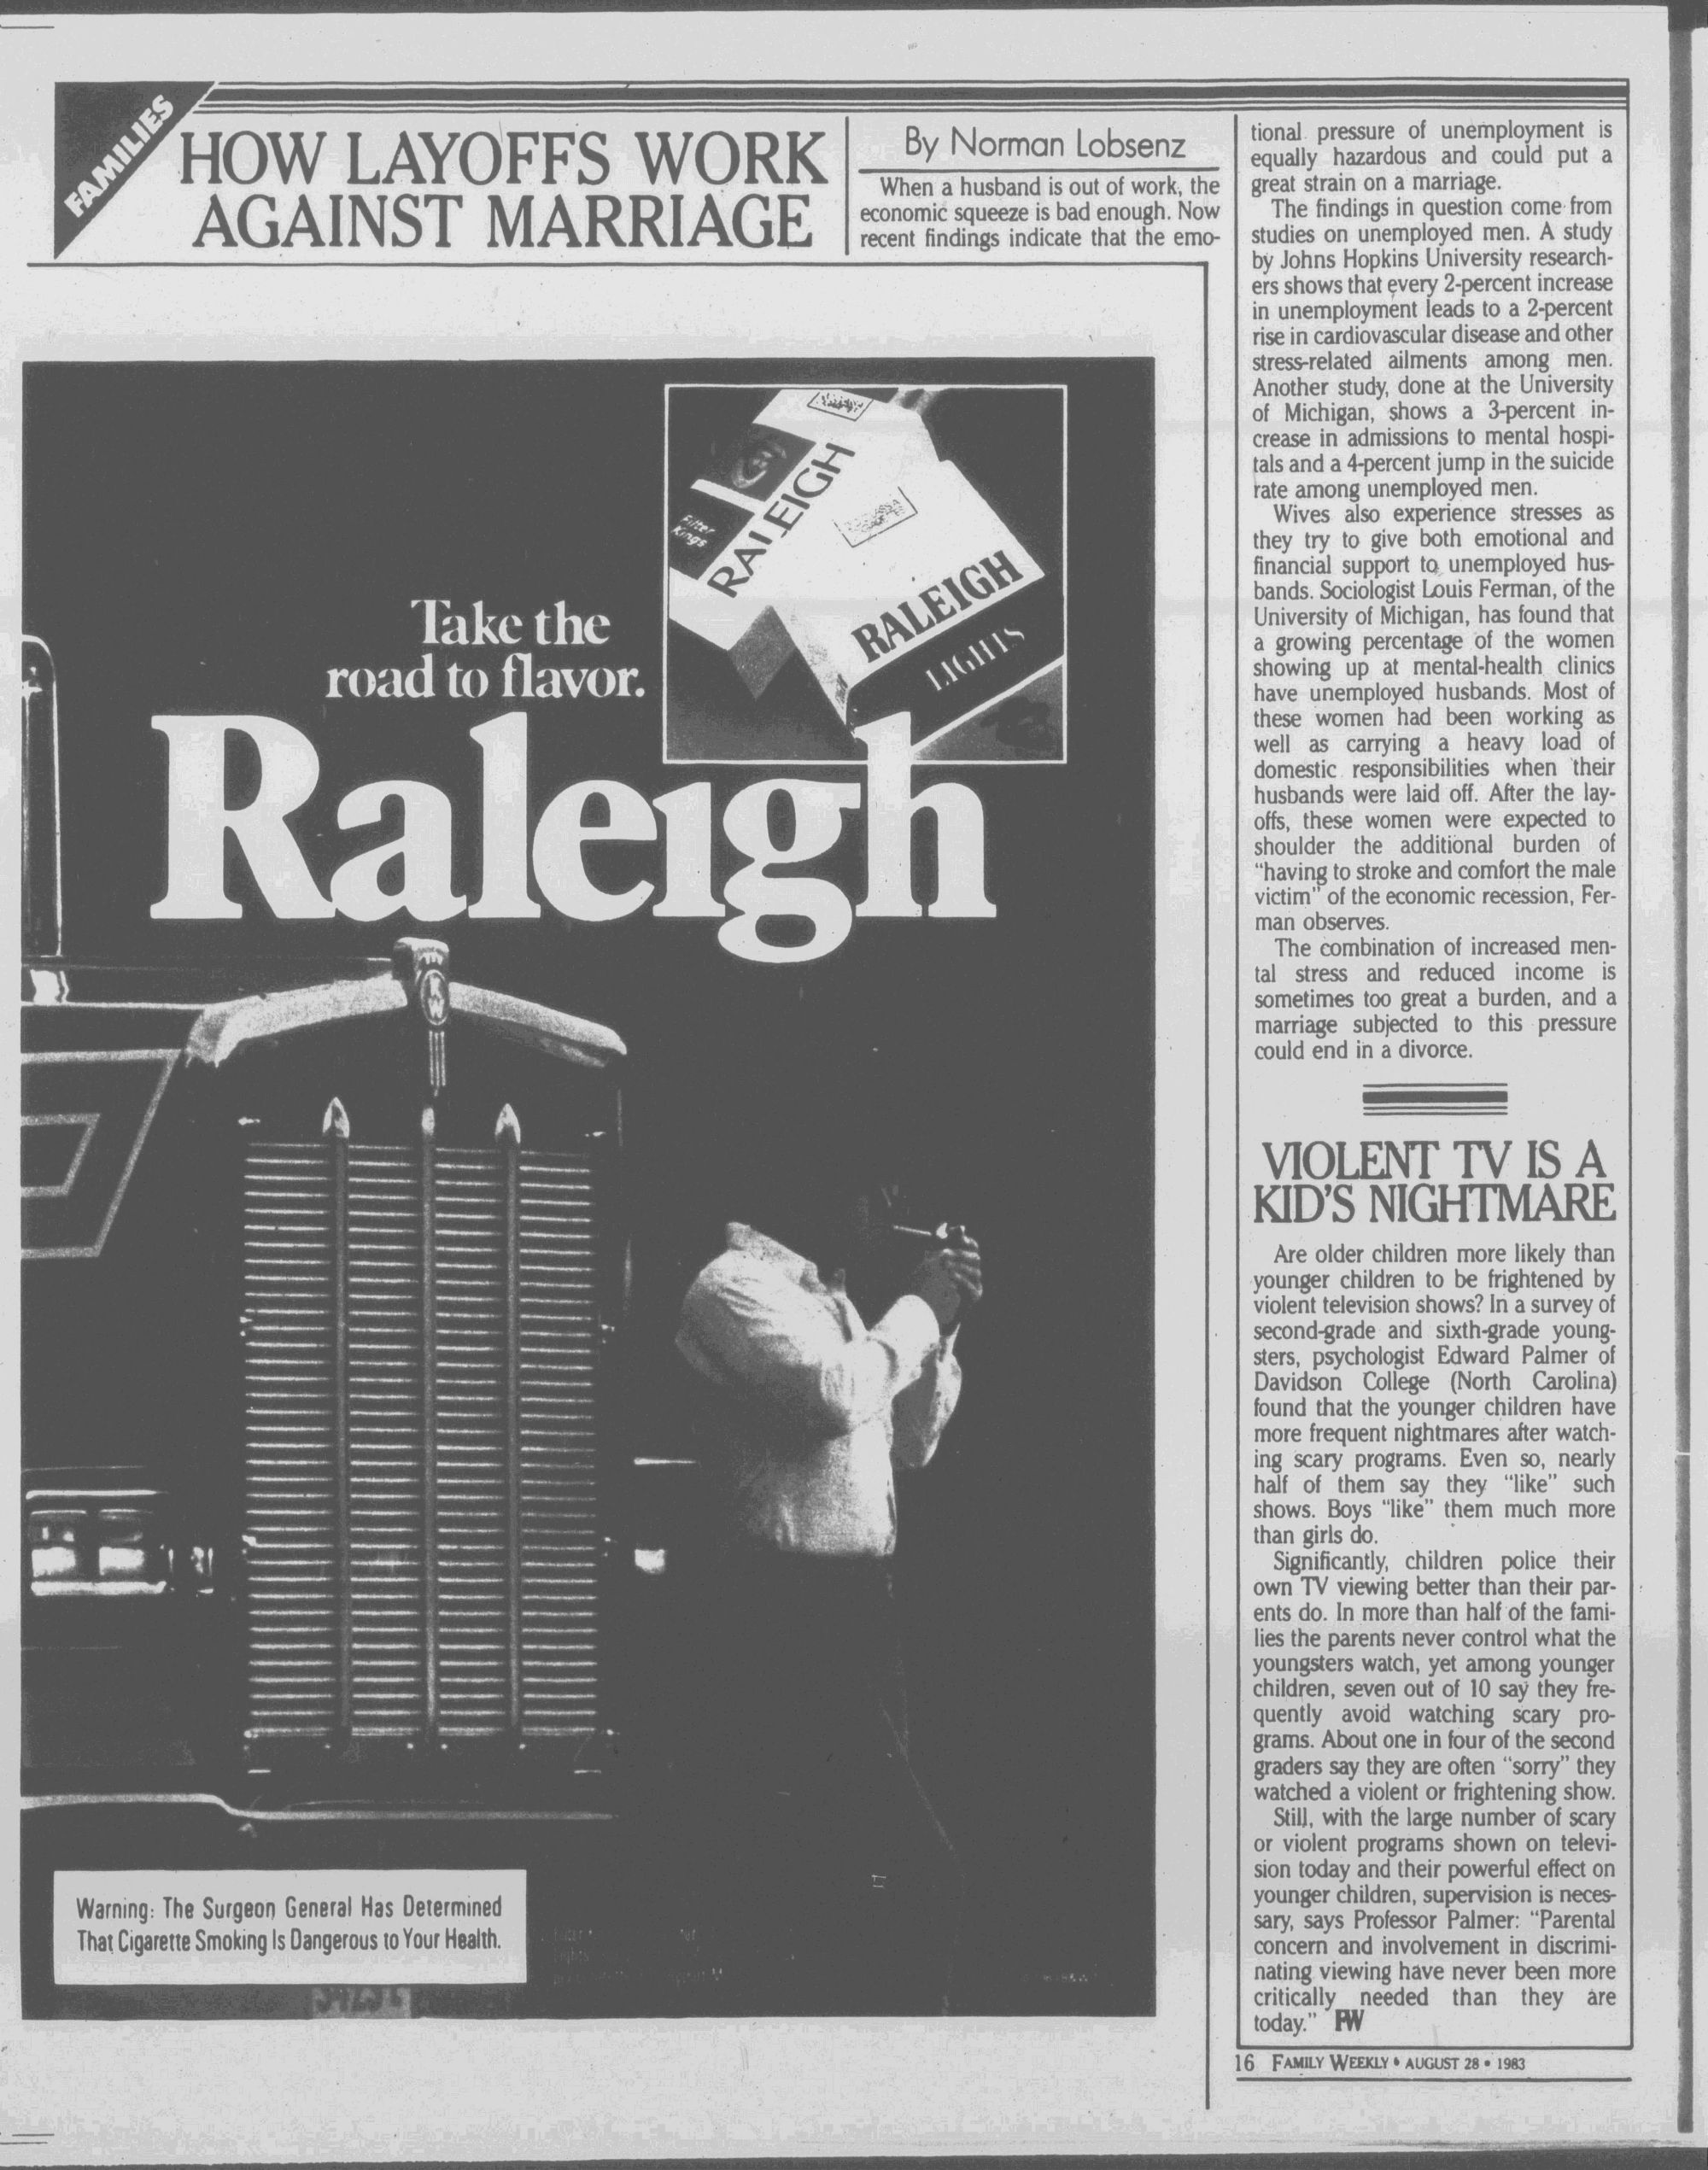 FAMILIES
HOW LAYOFFS WORK
AGAINST MARRIAGE
By Norman Lobsenz
When a husband is out of work, the
economic squeeze is bad enough. Now
recent findings indicate that the emo-
tional pressure of unemployment is
equally hazardous and could put a
great strain on a marriage.
The findings in question come from
studies on unemployed men. A study
by Johns Hopkins University research-
ers shows that every 2-percent increase
in unemployment leads to a 2-percent
rise in cardiovascular disease and other
stress-related ailments among men.
Another study, done at the University
of Michigan, shows a 3-percent in-
crease in admissions to mental hospi-
tals and a 4-percent jump in the suicide
rate among unemployed men.
Wives also experience stresses as
they try to give both emotional and
financial support to unemployed hus-
bands. Sociologist Louis Ferman, of the
University of Michigan, has found that
a growing percentage of the women
showing up at mental-health clinics
have unemployed husbands. Most of
these women had been working as
well as carrying a heavy load of
domestic responsibilities when their
husbands were laid off. After the lay-
offs, these women were expected to
shoulder the additional burden of
“having to stroke and comfort the male
victim” of the economic recession, Fer-
man observes.
The combination of increased men-
tal stress and reduced income is
sometimes too great a burden, and a
marriage subjected to this pressure
could end in a divorce.
VIOLENT TV IS A
KID'S NIGHTMARE
Are older children more likely than
younger children to be frightened by
violent television shows? In a survey of
second-grade and sixth-grade young-
sters, psychologist Edward Palmer of
Davidson College (North Carolina)
found that the younger children have
more frequent nightmares after watch-
ing scary programs. Even so, nearly
half of them say they “like” such
shows. Boys “like” them much more
than girls do.
Significantly, children police their
own TV viewing better than their par-
ents do. In more than half of the fami-
lies the parents never control what the
youngsters watch, yet among younger
children, seven out of 10 say they fre-
quently avoid watching scary pro-
grams. About one in four of the second
graders say they are often “sorry” they
watched a violent or frightening show.
Still, with the large number of scary
or violent programs shown on televi-
sion today and their powerful effect on
younger children, supervision is neces-
sary, says Professor Palmer: “Parental
concern and involvement in discrimi-
nating viewing have never been more
critically needed than they are
today.” FW
16 FAMILY WEEKLY • AUGUST 28 • 1983
Filter
Kings
RALEIGH
RALEIGH
LIGHTS
Take the
road to flavor.
Raleigh
Warning: The Surgeon General Has Determined
That Cigarette Smoking Is Dangerous to Your Health.